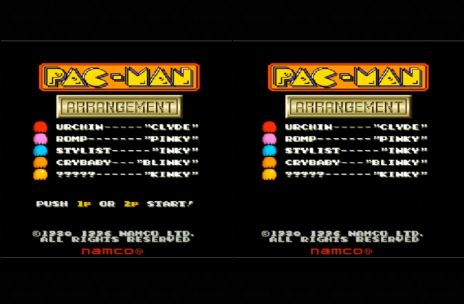 PAC-MAN
ARRANGEMENT
URCHIN-----"CLYDE"
ROMP-------"PINKY"
STYLIST----"INKY"
CRYBABY----"BLINKY"
?????------"KINKY"
PUSH 1P OR 2P START!
©1980 1996 NAMCO LTD.
ALL RIGHTS RESERVED
namco®
PAC-MAN
ARRANGEMENT
URCHIN-----"CLYDE"
ROMP-------"PINKY"
STYLIST----"INKY"
CRYBABY---"BLINKY"
?????------"KINKY"
©1980 1996 NAMCO LTD.
ALL RIGHTS RESERVED
namco®